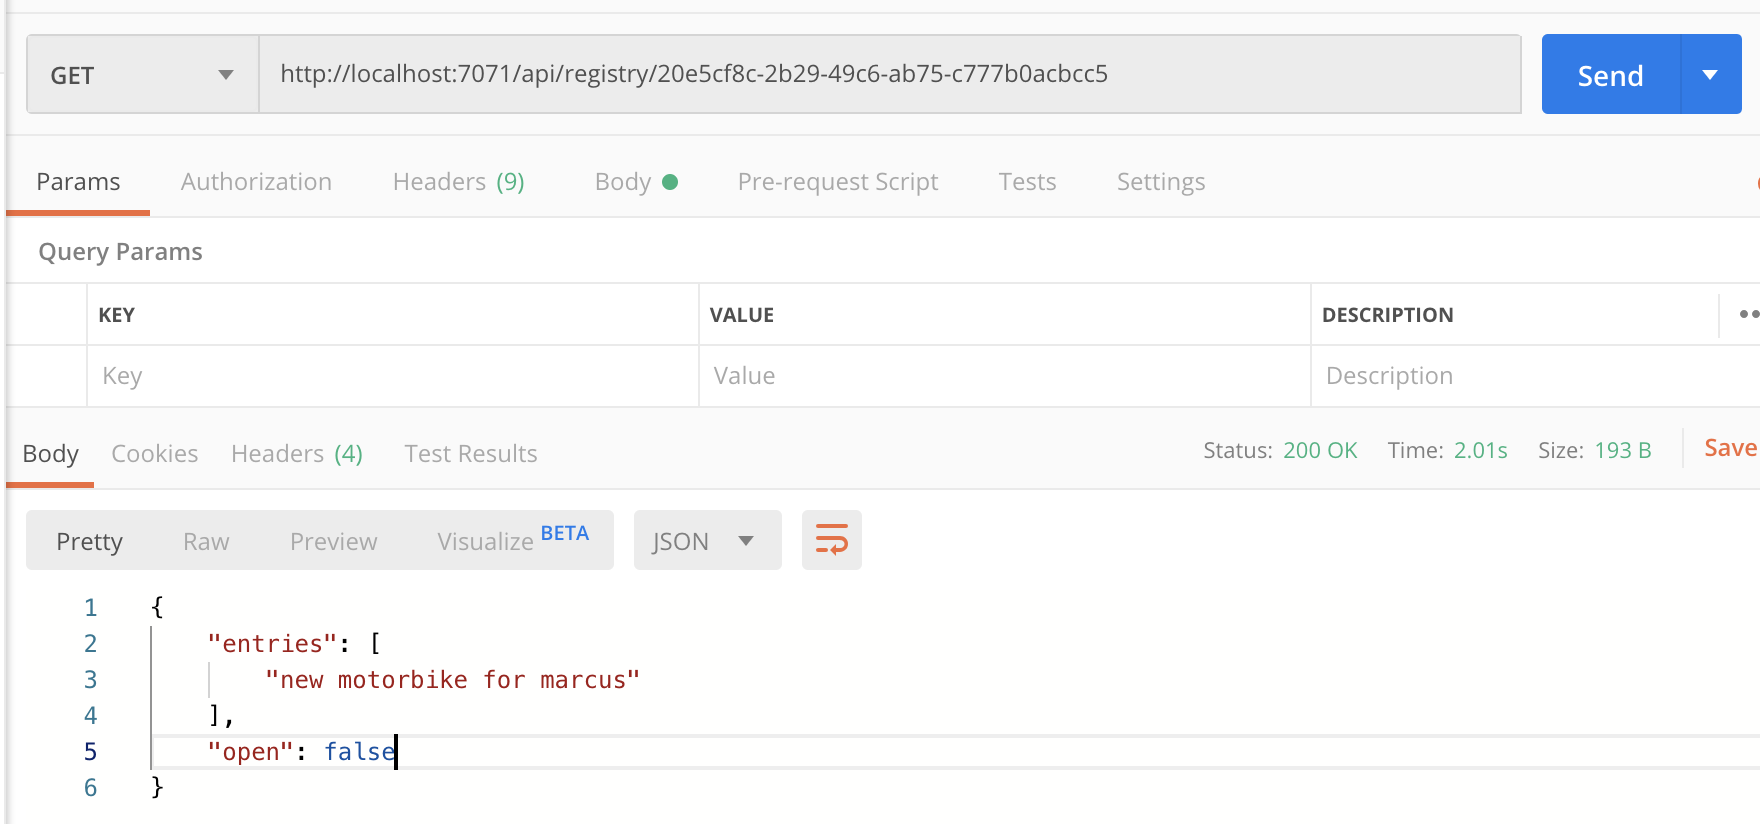 GET http://localhost:7071/api/registry/20e5cf8c-2b29-49c6-ab75-c777b0acbcc5 Send
Params Authorization Headers (9) Body Pre-request Script Tests Settings
Query Params
KEY VALUE DESCRIPTION
Key Value Description
Body Cookies Headers (4) Test Results Status: 200 OK Time: 2.01s Size: 193 B Save
Pretty Raw Preview Visualize BETA JSON
1 {
2 "entries": [
3 "new motorbike for marcus"
4 ],
5 "open": false
6 }